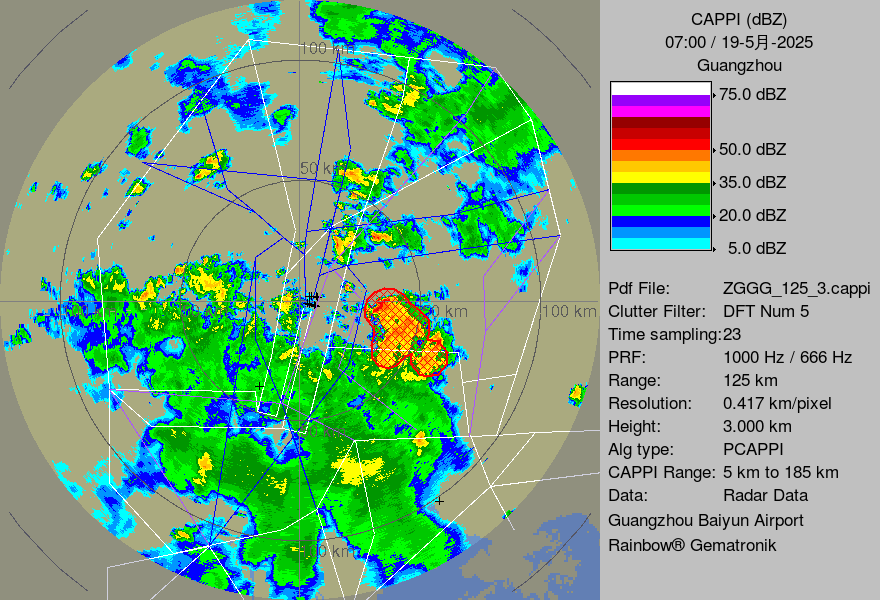 100 km
50 km
50 km
100 km
100 km
CAPPI (dBZ)
07:00 / 19-5月-2025
Guangzhou
75.0 dBZ
50.0 dBZ
35.0 dBZ
20.0 dBZ
5.0 dBZ
Pdf File: ZGGG_125_3.cappi
Clutter Filter: DFT Num 5
Time sampling:23
PRF: 1000 Hz / 666 Hz
Range: 125 km
Resolution: 0.417 km/pixel
Height: 3.000 km
Alg type: PCAPPI
CAPPI Range: 5 km to 185 km
Data: Radar Data
Guangzhou Baiyun Airport
Rainbow® Gematronik